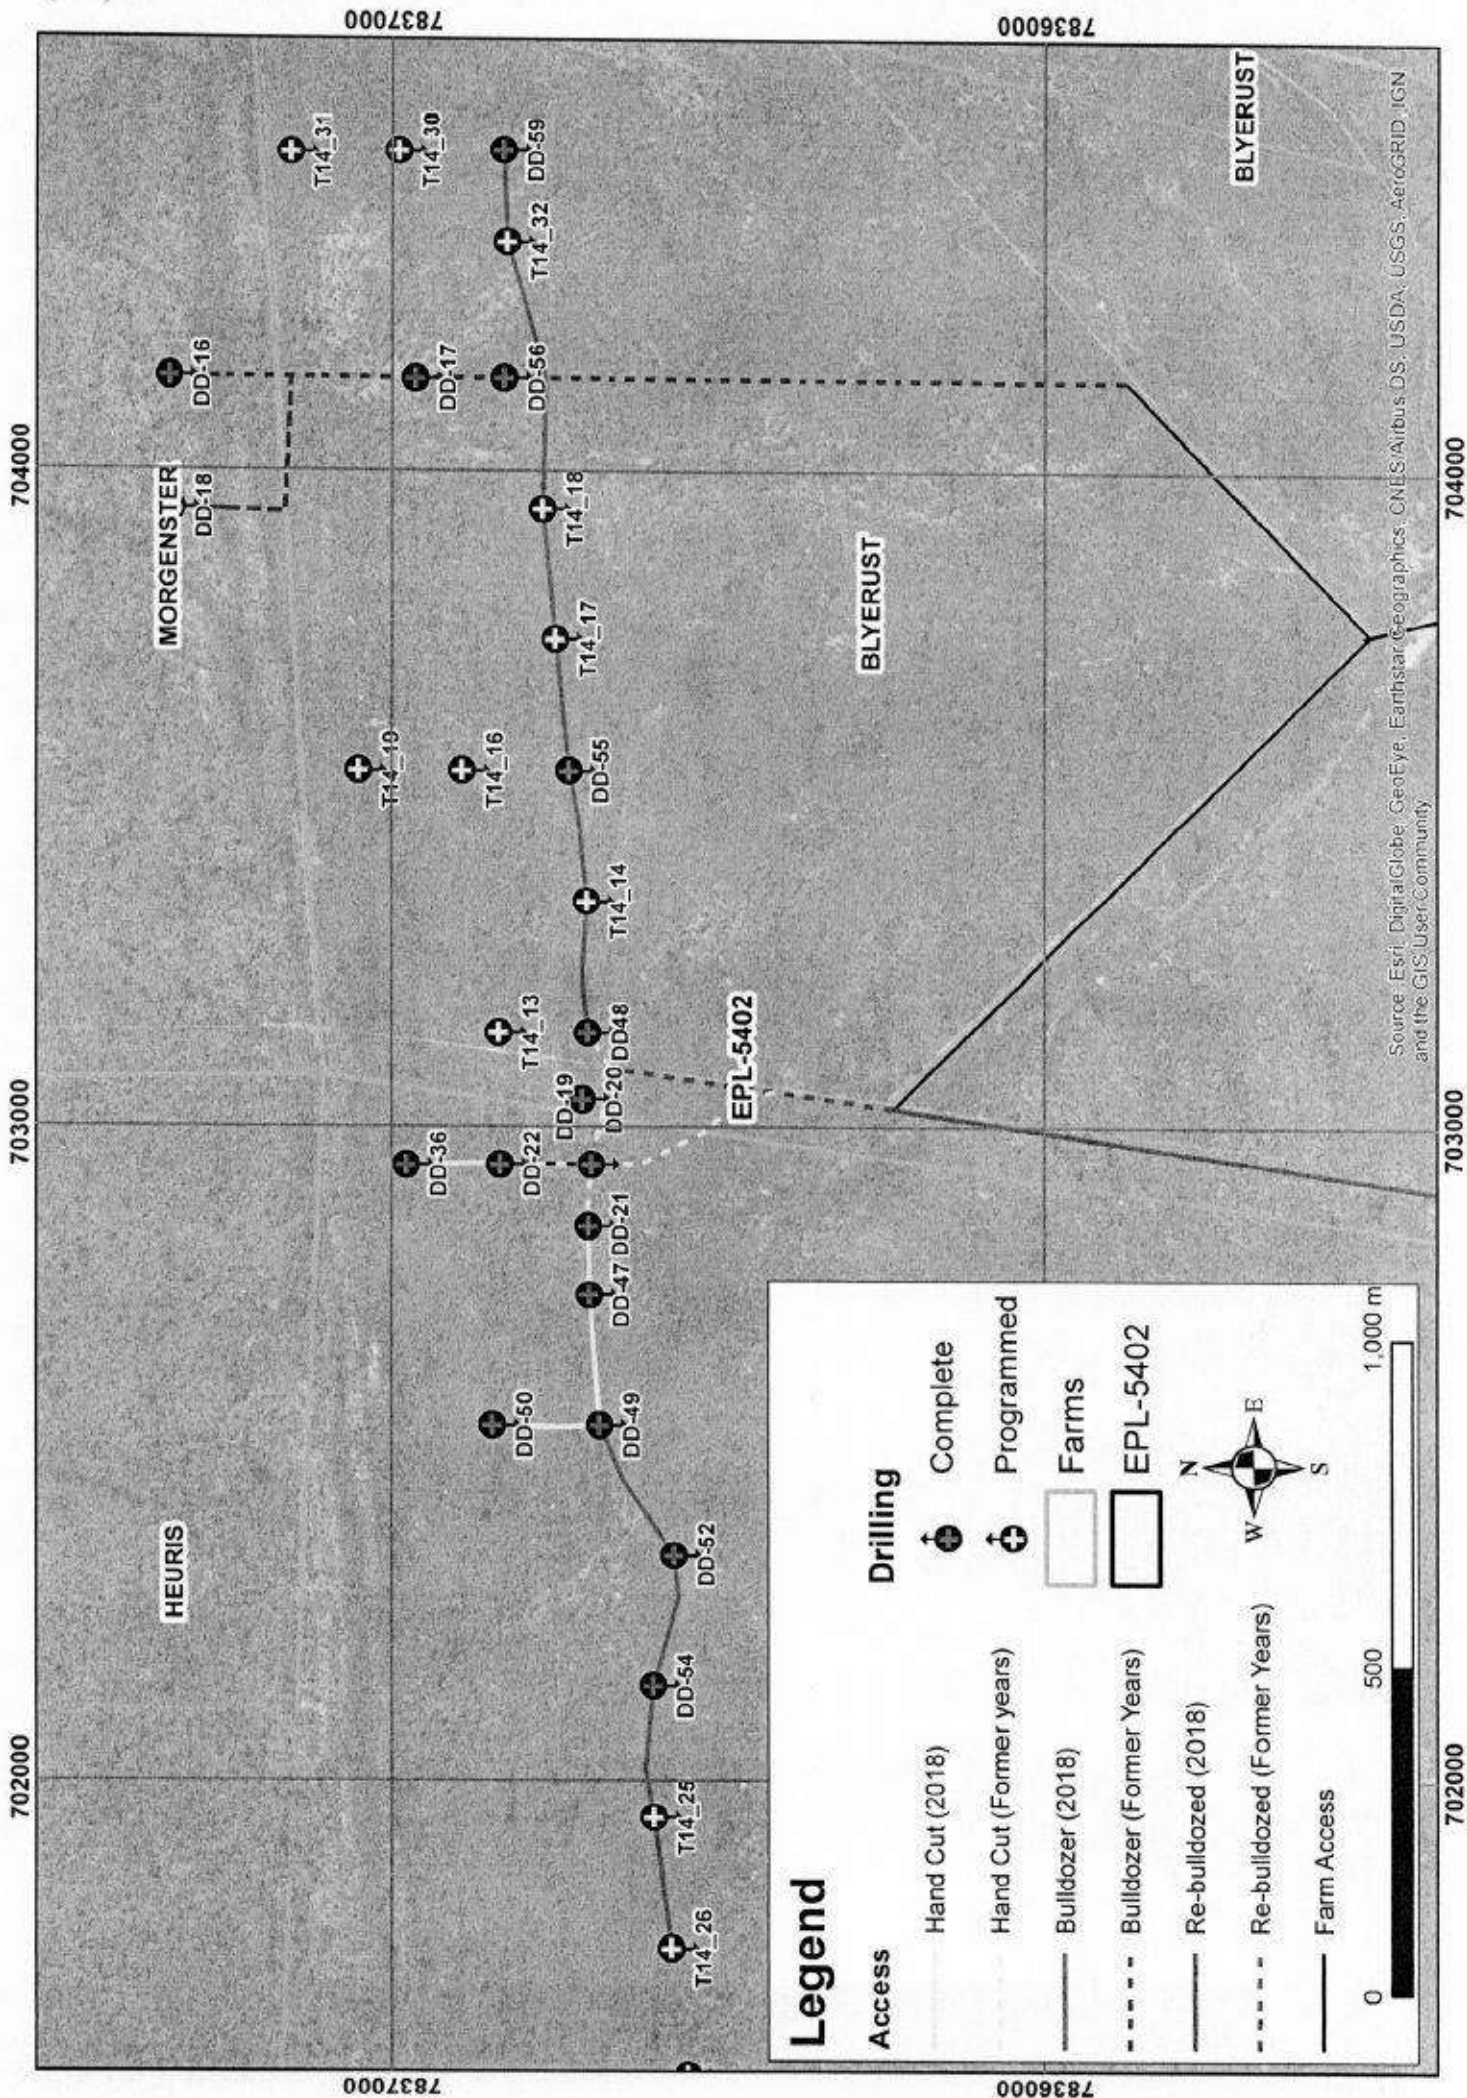 702000
703000
704000
7837000
7837000
7836000
7836000
702000
703000
704000
HEURIS
MORGENSTER
BLYERUST
BLYERUST
EPL-5402
DD-18
DD-16
T14_31
T14_30
DD-17
T14_19
DD-36
T14_16
DD-50
DD-22
T14_13
DD-56
T14_32
DD-59
T14_18
T14_17
DD-55
T14_14
DD48
DD-19
DD-20
DD-21
DD-47
DD-49
DD-52
DD-54
T14_25
T14_26
Legend
Access
Hand Cut (2018)
Hand Cut (Former years)
Bulldozer (2018)
Bulldozer (Former Years)
Re-bulldozed (2018)
Re-bulldozed (Former Years)
Farm Access
Drilling
Complete
Programmed
Farms
EPL-5402
N
W
E
S
0
500
1,000 m
Source: Esri, DigitalGlobe, GeoEye, Earthstar Geographics, CNES/Airbus DS, USDA, USGS, AeroGRID, IGN,
and the GIS User Community